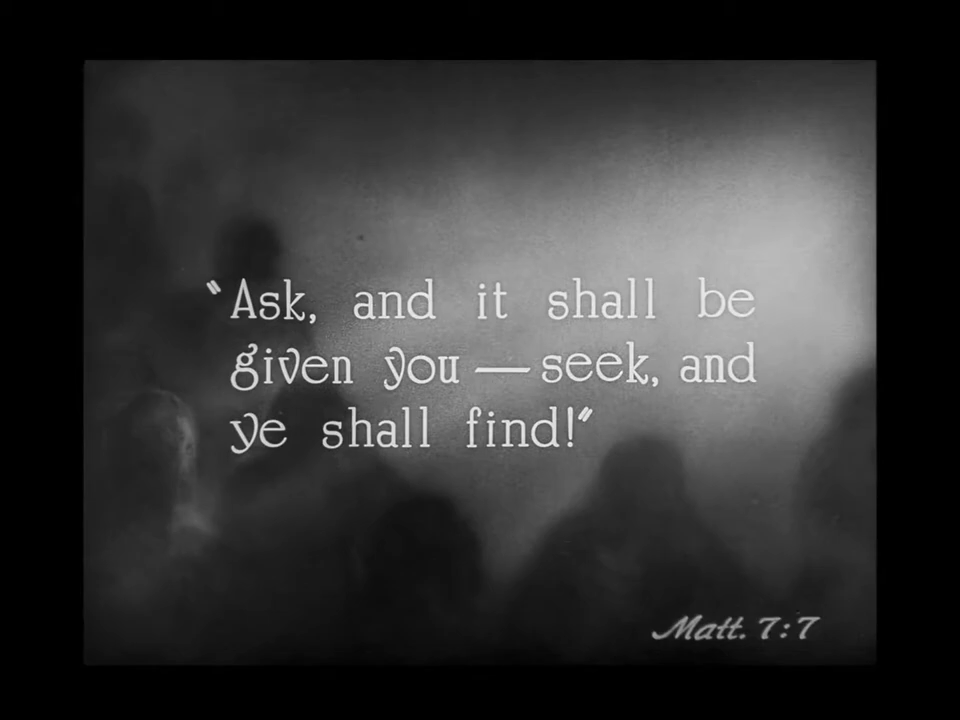 "Ask, and it shall be
given you — seek, and
ye shall find!"
Matt. 7:7